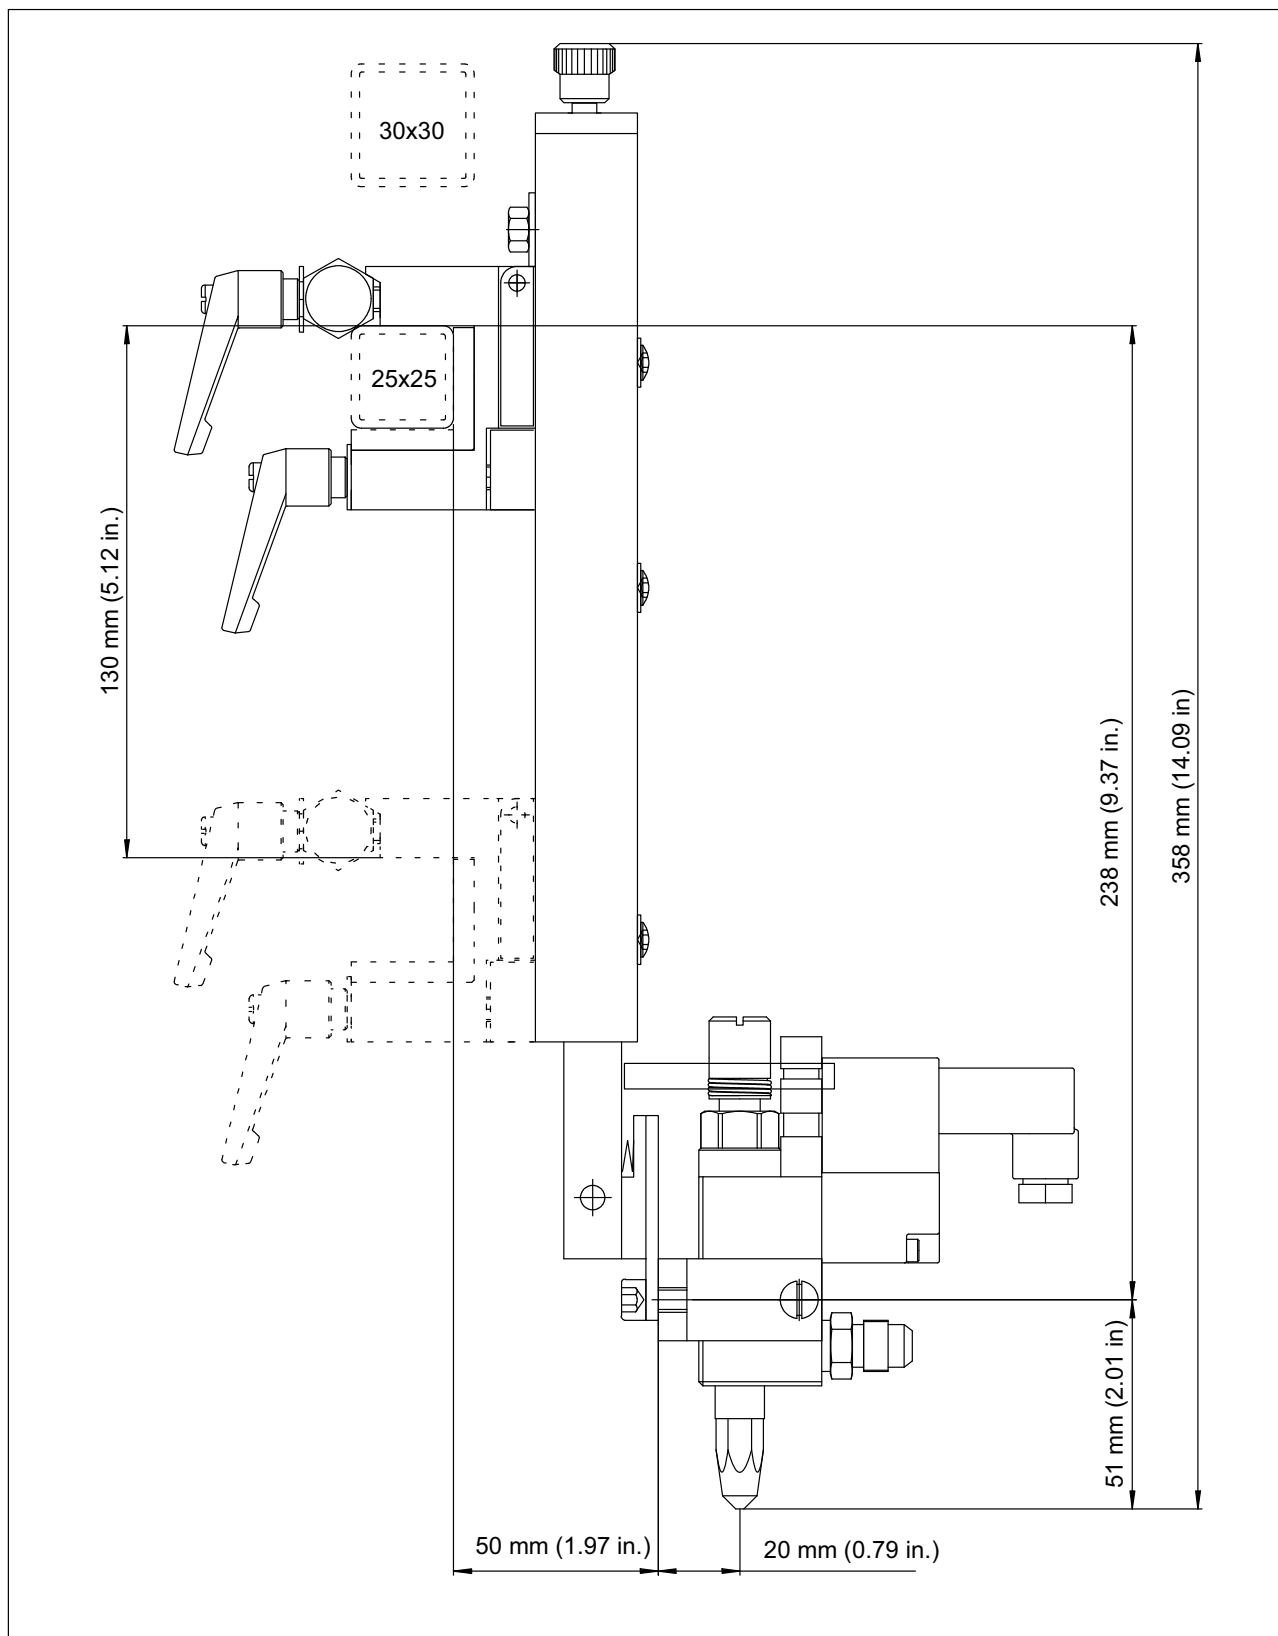 30x30
25x25
130 mm (5.12 in.)
238 mm (9.37 in.)
358 mm (14.09 in)
51 mm (2.01 in)
50 mm (1.97 in.)
20 mm (0.79 in.)